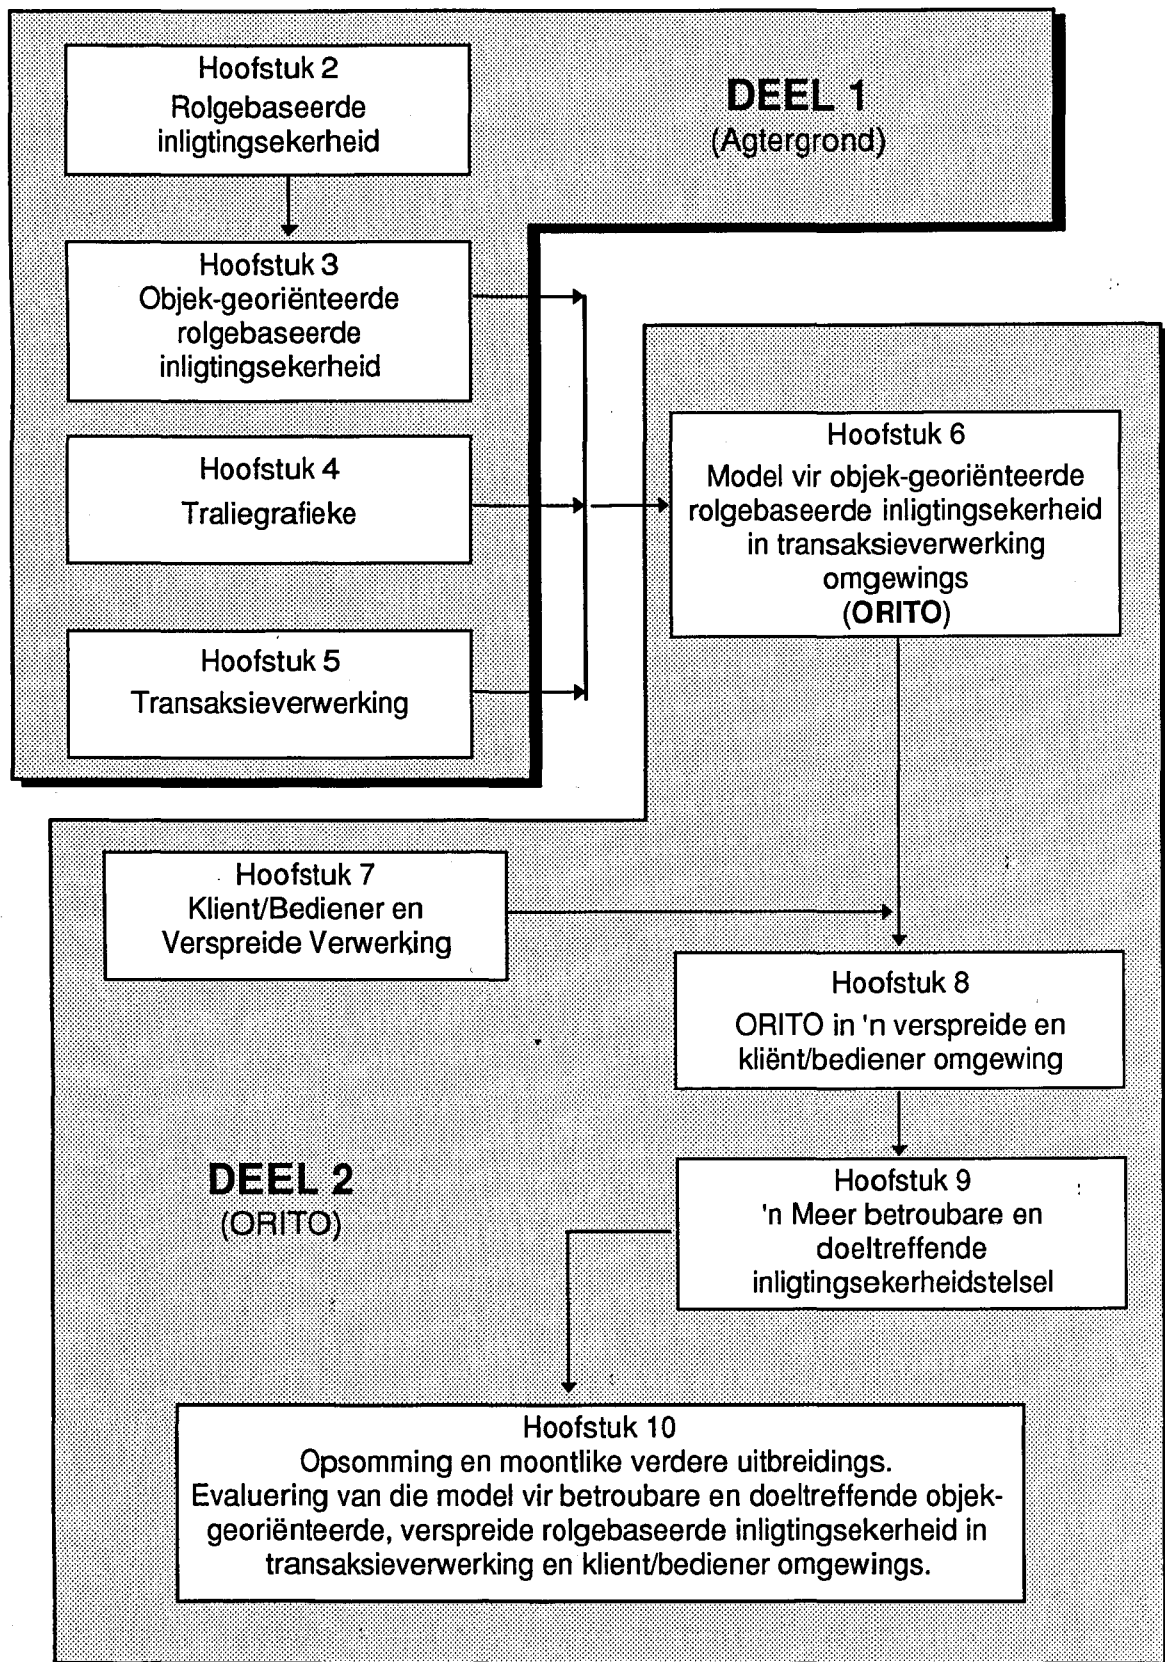 Hoofstuk 2
Rolgebaseerde
inligtingsekerheid
DEEL 1
(Agtergrond)
Hoofstuk 3
Objek-georiënteerde
rolgebaseerde
inligtingsekerheid
Hoofstuk 4
Traliegrafieke
Hoofstuk 5
Transaksieverwerking
Hoofstuk 6
Model vir objek-georiënteerde
rolgebaseerde inligtingsekerheid
in transaksieverwerking
omgewings
(ORITO)
Hoofstuk 7
Klient/Bediener en
Verspreide Verwerking
Hoofstuk 8
ORITO in 'n verspreide en
kliënt/bediener omgewing
DEEL 2
(ORITO)
Hoofstuk 9
'n Meer betroubare en
doeltreffende
inligtingsekerheidstelsel
Hoofstuk 10
Opsomming en moontlike verdere uitbreidings.
Evaluering van die model vir betroubare en doeltreffende objek-
georiënteerde, verspreide rolgebaseerde inligtingsekerheid in
transaksieverwerking en klient/bediener omgewings.